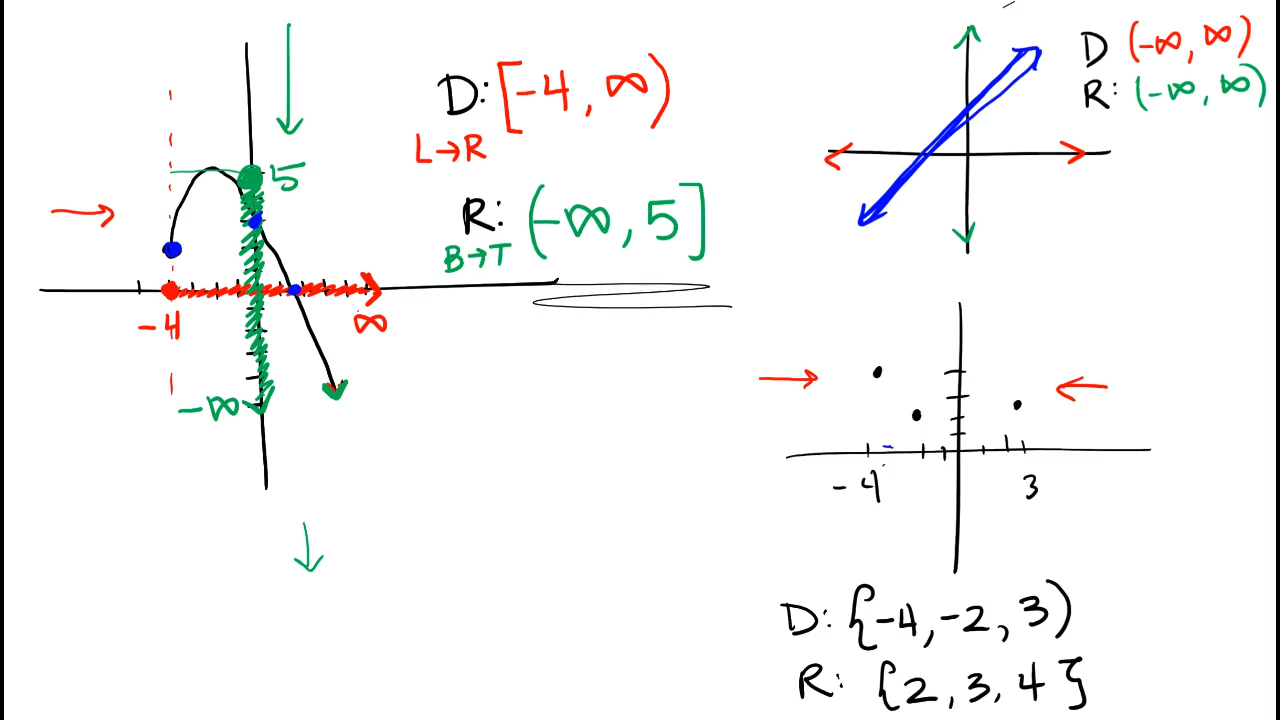 D: [-4, ∞)
L→R
5
R: (-∞, 5]
B→T
-4
∞
-∞
D (-∞, ∞)
R: (-∞, ∞)
-4
3
D: {-4, -2, 3)
R: {2, 3, 4}